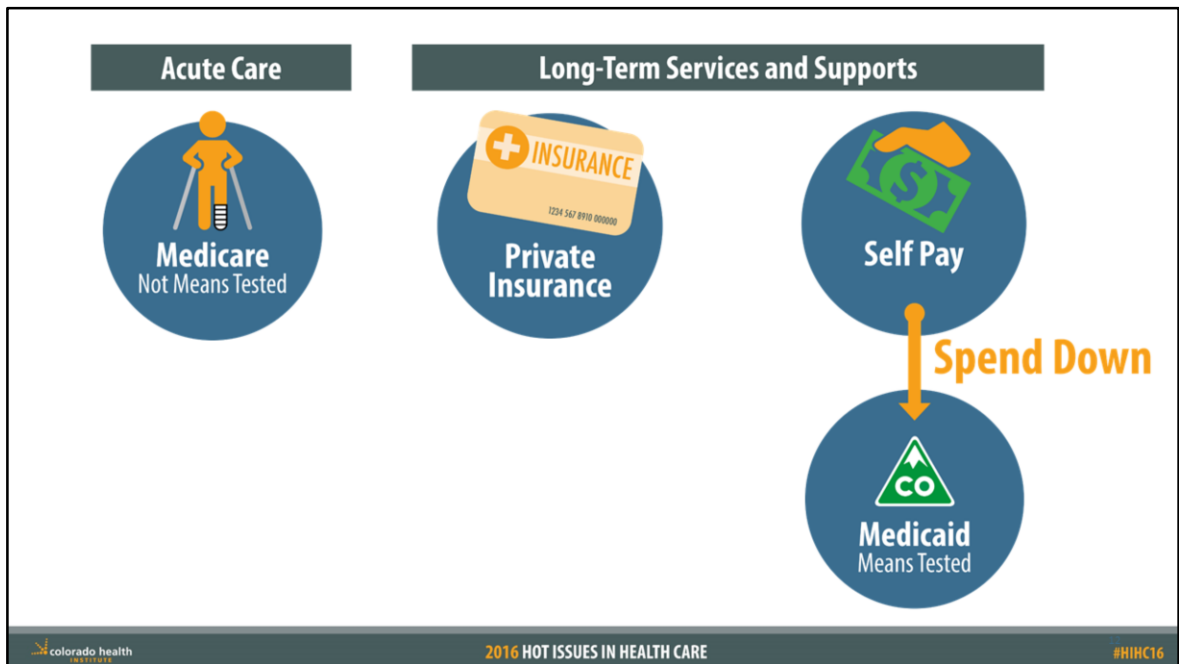 Acute Care
Long-Term Services and Supports
INSURANCE
1234 567 8910 000000
$
Medicare
Not Means Tested
Private
Insurance
Self Pay
Spend Down
CO
Medicaid
Means Tested
colorado health
INSTITUTE
2016 HOT ISSUES IN HEALTH CARE
#HIHC16